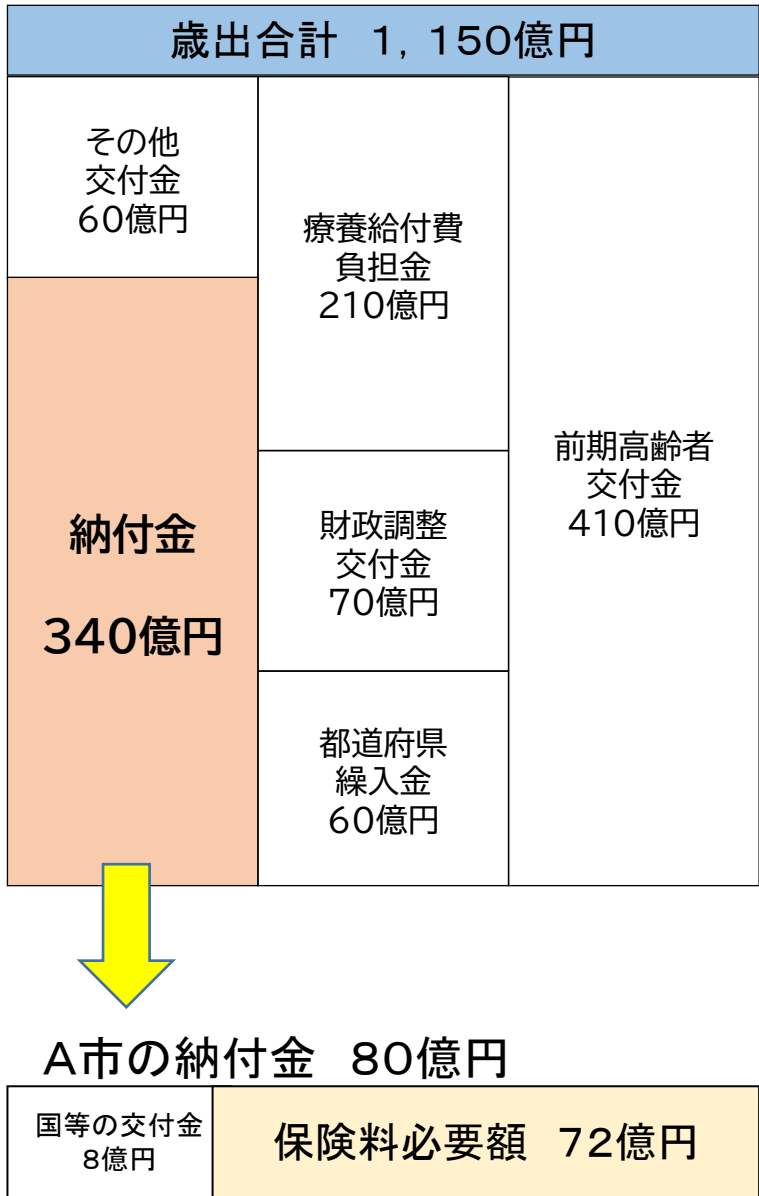 歳出合計 1,150億円
その他
交付金
60億円
納付金
340億円
療養給付費
負担金
210億円
財政調整
交付金
70億円
都道府県
繰入金
60億円
前期高齢者
交付金
410億円
A市の納付金 80億円
国等の交付金
8億円
保険料必要額 72億円